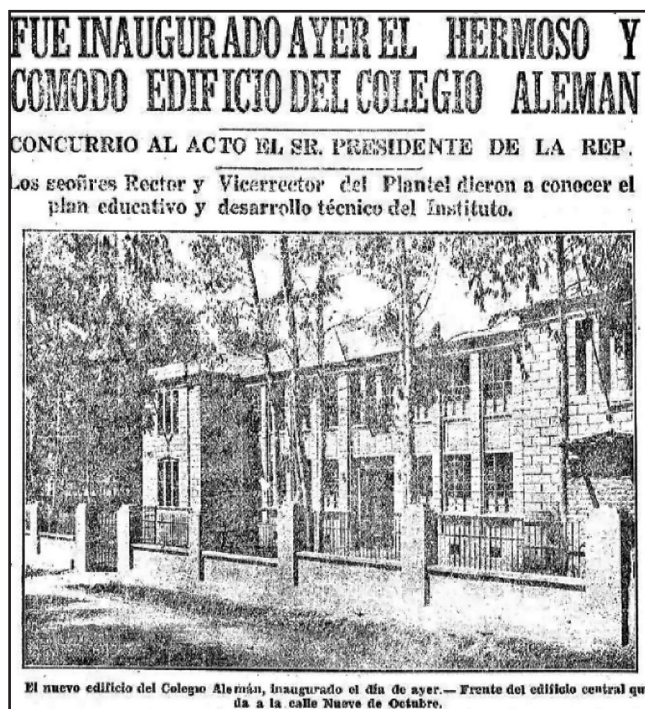 FUE INAUGURADO AYER EL HERMOSO Y
COMODO EDIFICIO DEL COLEGIO ALEMAN
CONCURRIO AL ACTO EL SR. PRESIDENTE DE LA REP.
Los seoñres Rector y Vicerrector del Plantel dieron a conocer el
plan educativo y desarrollo técnico del Instituto.
El nuevo edificio del Colegio Alemán, inaugurado el día de ayer.— Frente del edificio central qu
da a la calle Nueve de Octubre.